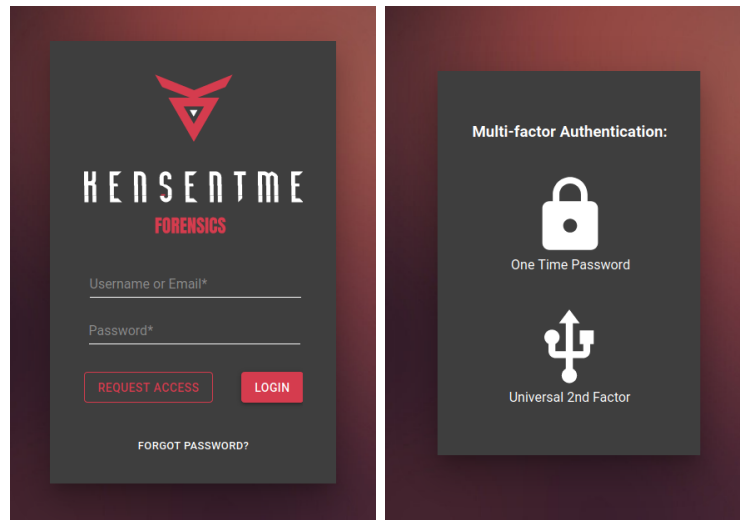 KENSENTME
FORENSICS
Username or Email*
Password*
REQUEST ACCESS
LOGIN
FORGOT PASSWORD?
Multi-factor Authentication:
One Time Password
Universal 2nd Factor